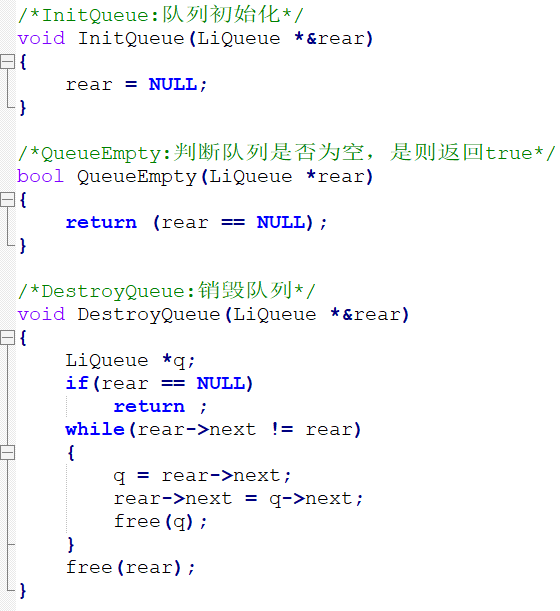 /*InitQueue:队列初始化*/
void InitQueue(LiQueue *&rear)
{
    rear = NULL;
}
/*QueueEmpty:判断队列是否为空，是则返回true*/
bool QueueEmpty(LiQueue *rear)
{
    return (rear == NULL);
}
/*DestroyQueue:销毁队列*/
void DestroyQueue(LiQueue *&rear)
{
    LiQueue *q;
    if(rear == NULL)
        return ;
    while(rear->next != rear)
    {
        q = rear->next;
        rear->next = q->next;
        free(q);
    }
    free(rear);
}